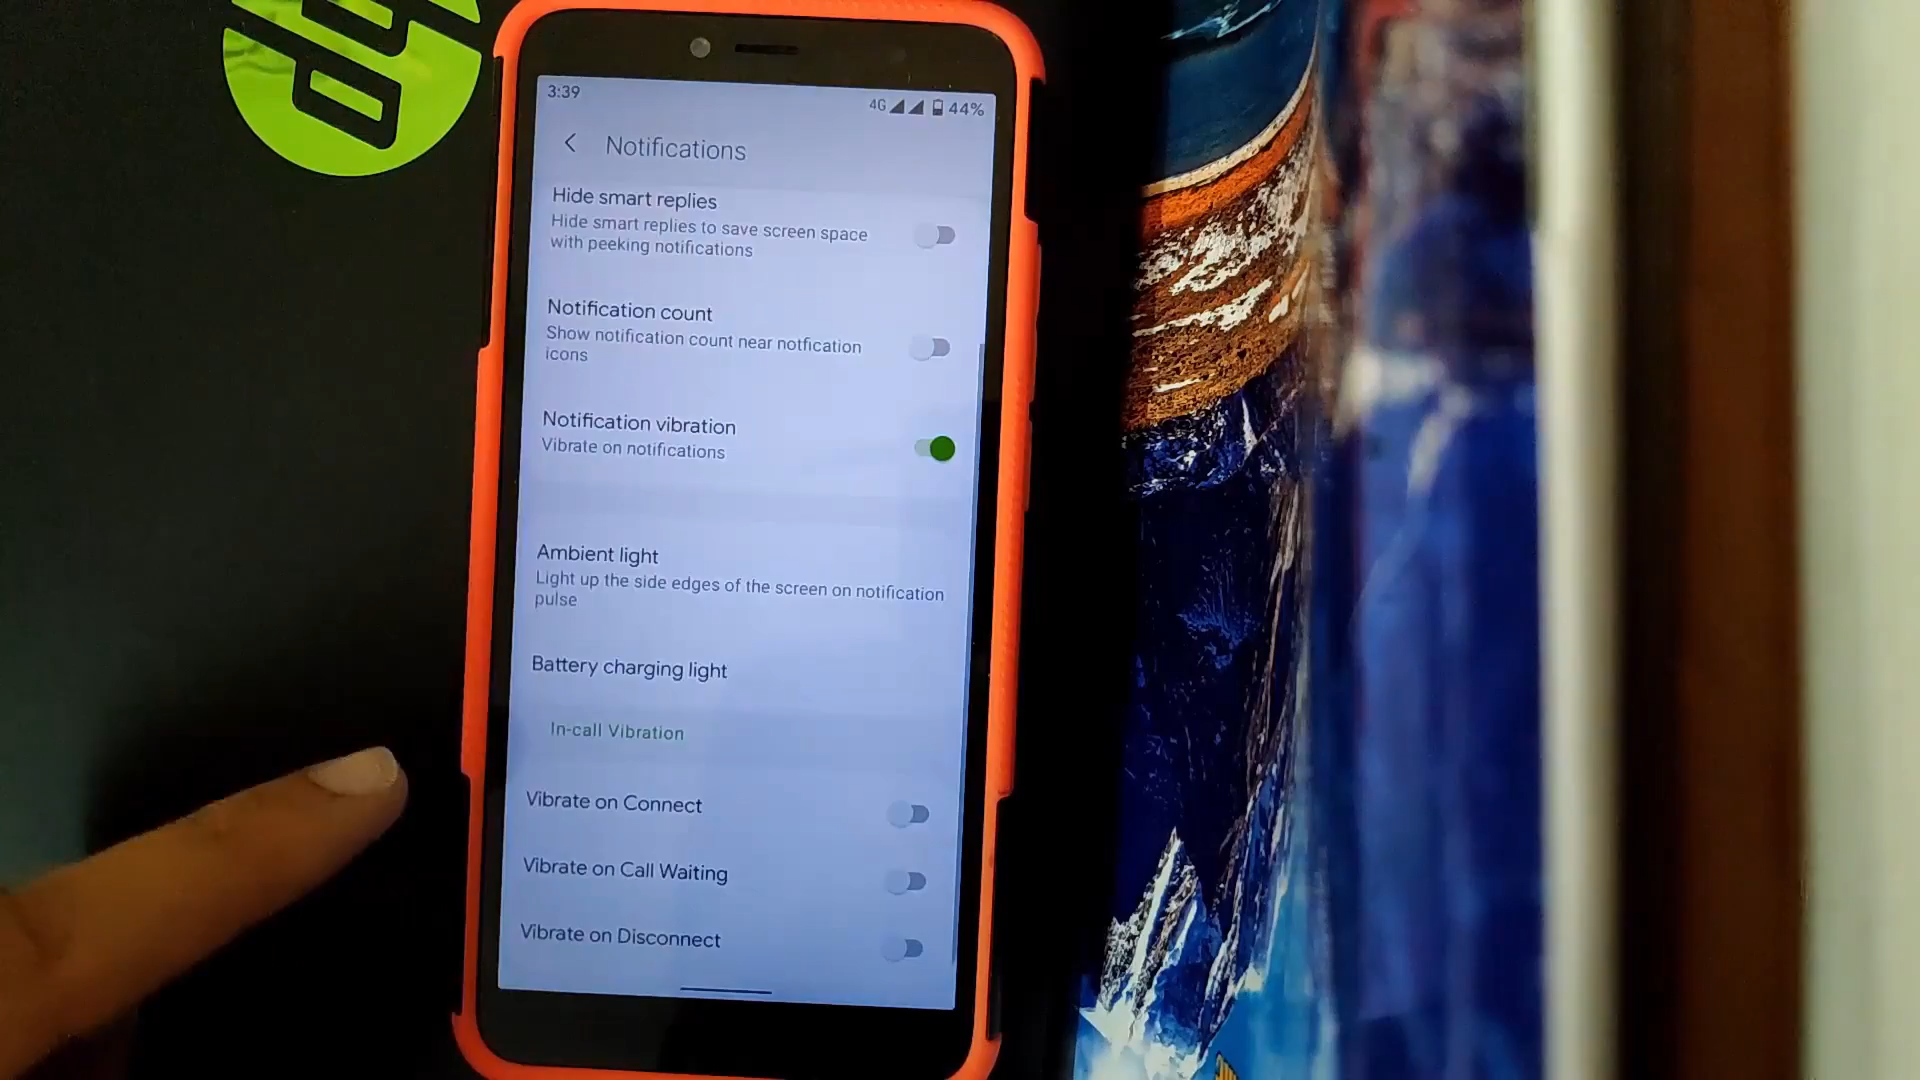 3:39
4G 44%
Notifications
Hide smart replies
Hide smart replies to save screen space
with peeking notifications
Notification count
Show notification count near notfication
icons
Notification vibration
Vibrate on notifications
Ambient light
Light up the side edges of the screen on notification
pulse
Battery charging light
In-call Vibration
Vibrate on Connect
Vibrate on Call Waiting
Vibrate on Disconnect